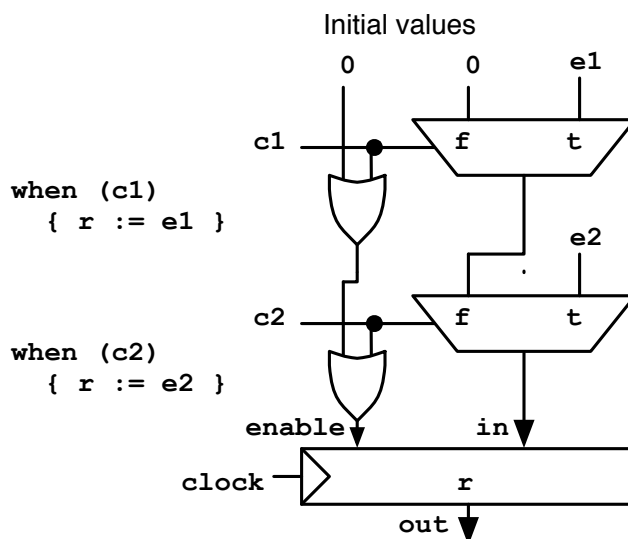 Initial values
0 0 e1
c1 f t
when (c1)
{ r := e1 }
e2
c2 f t
when (c2)
{ r := e2 }
enable in
clock r
out